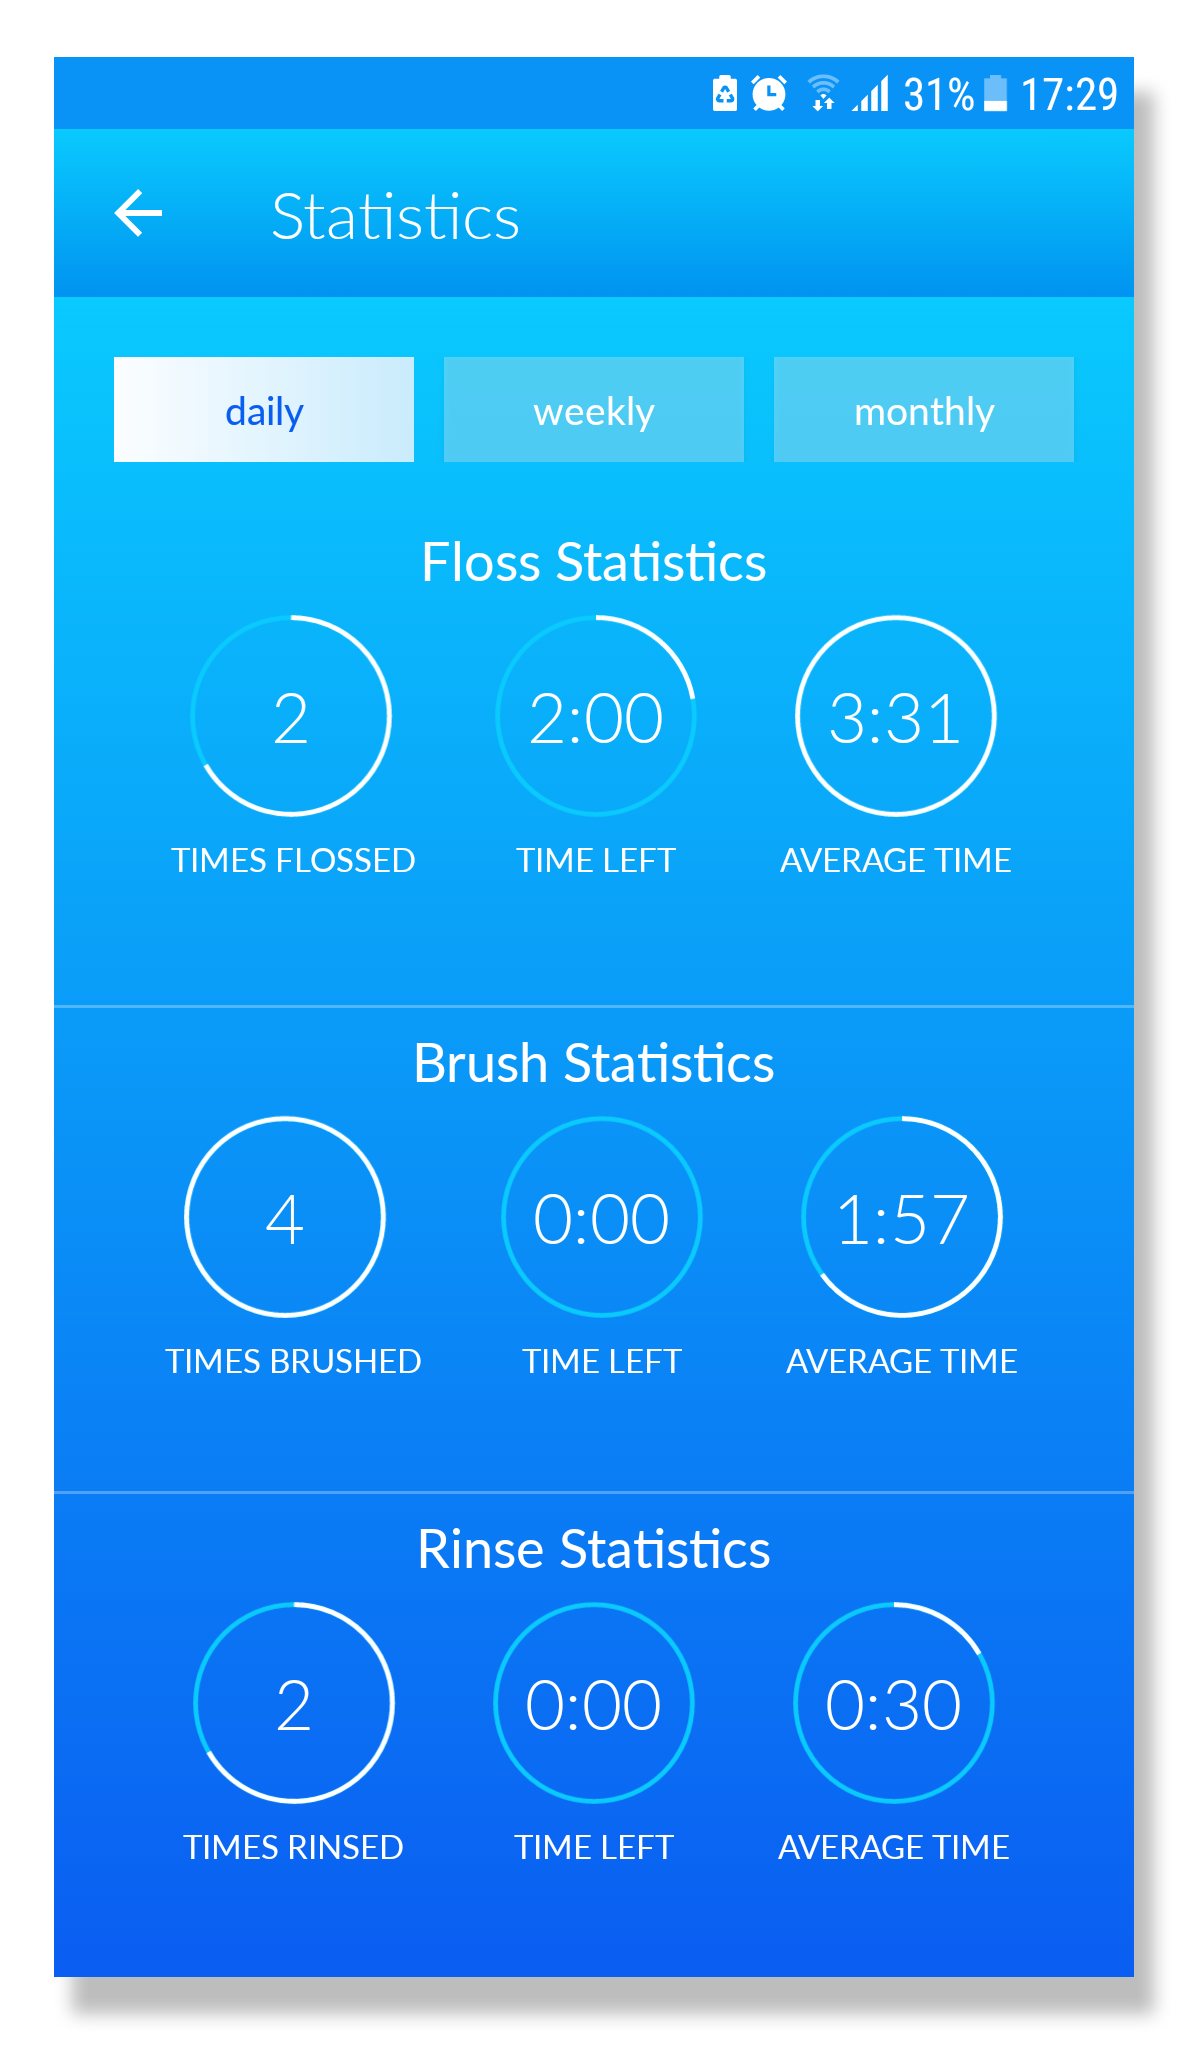 31% 17:29
Statistics
daily weekly monthly
Floss Statistics
2 2:00 3:31
TIMES FLOSSED TIME LEFT AVERAGE TIME
Brush Statistics
4 0:00 1:57
TIMES BRUSHED TIME LEFT AVERAGE TIME
Rinse Statistics
2 0:00 0:30
TIMES RINSED TIME LEFT AVERAGE TIME